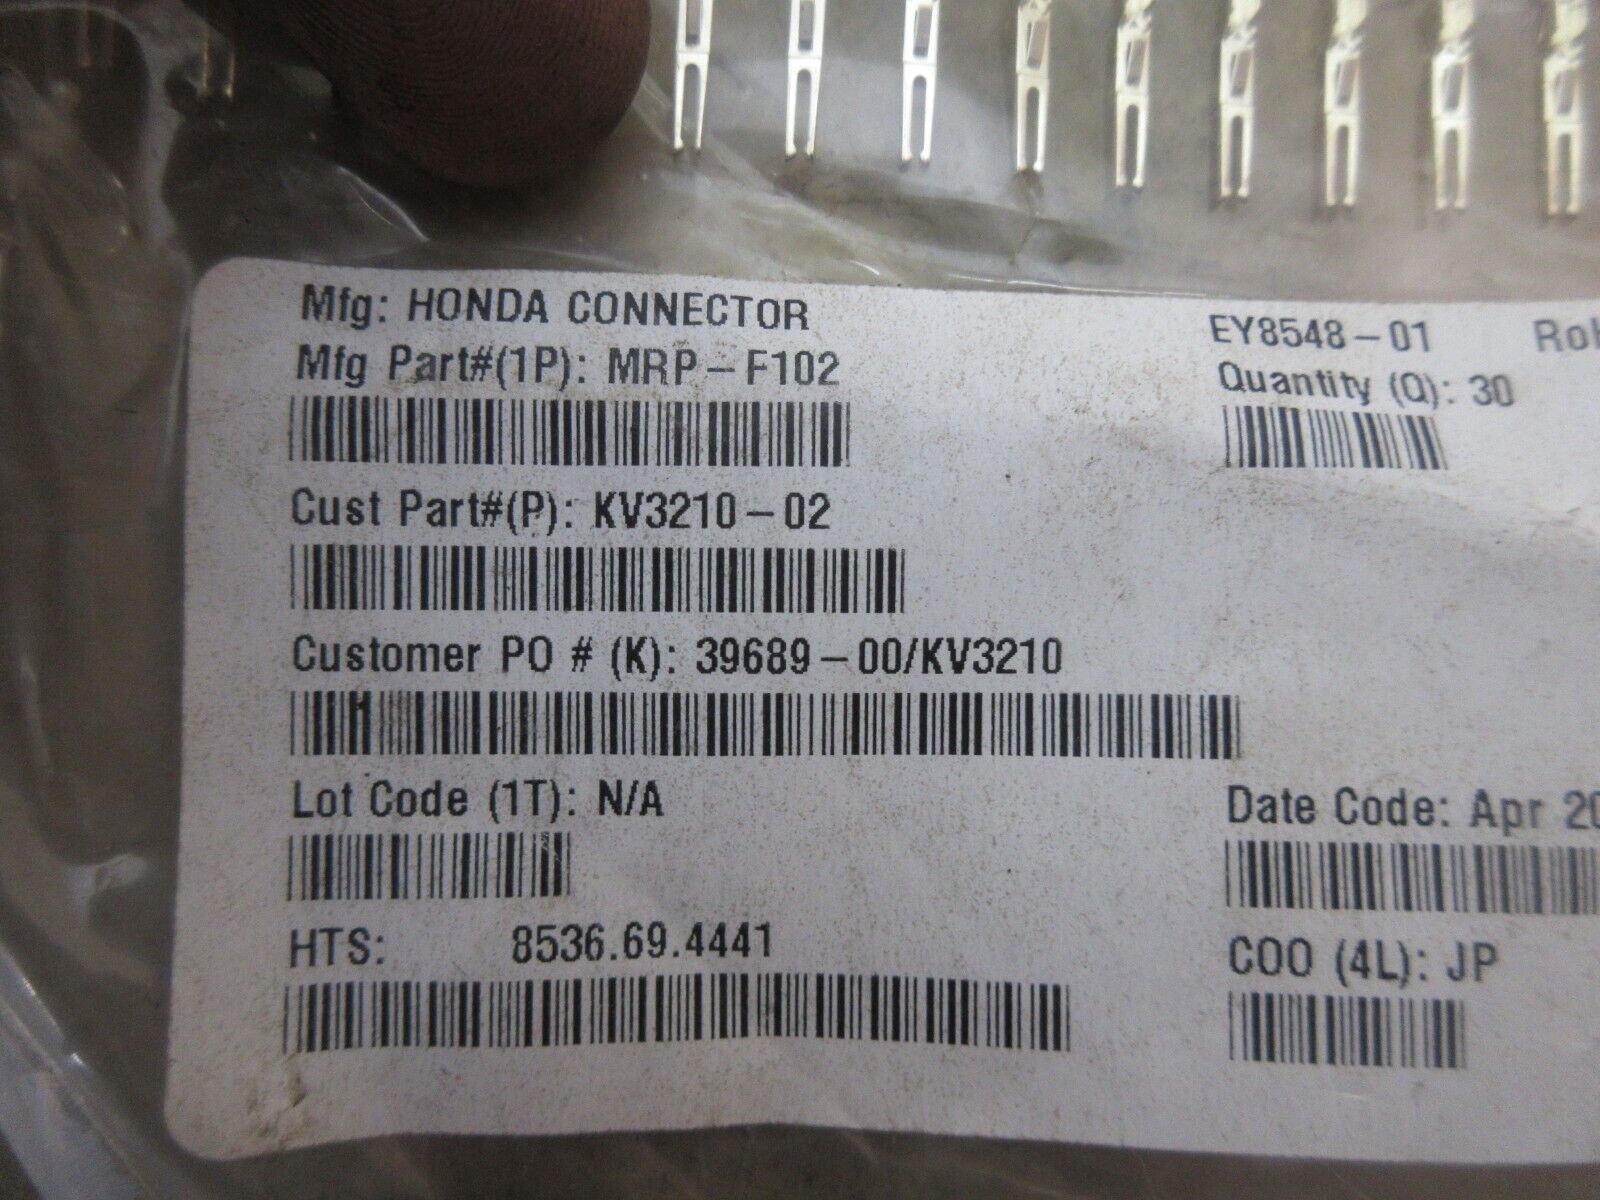 Mfg: HONDA CONNECTOR
EY8548-01
Mfg Part#(1P): MRP-F102
Quantity (Q): 30
Cust Part#(P): KV3210-02
Customer PO # (K): 39689-00/KV3210
Lot Code (1T): N/A
Date Code: Apr
HTS: 8536.69.4441
COO (4L): JP